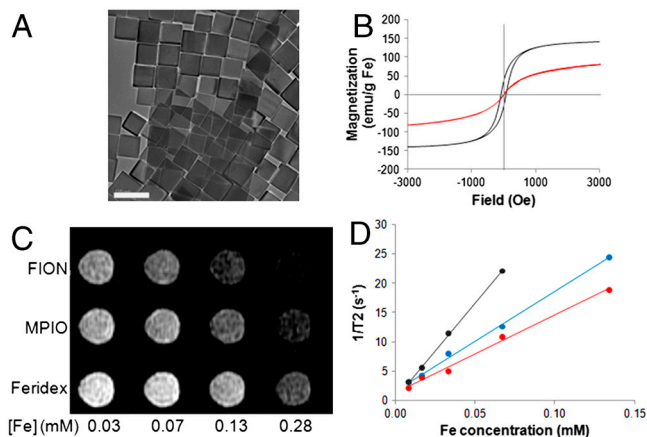 A
B
Magnetization
(emu/g Fe)
200
150
100
50
0
-50
-100
-150
-200
-3000 -1000 1000 3000
Field (Oe)
C
FION
MPIO
Feridex
[Fe] (mM) 0.03 0.07 0.13 0.28
D
1/T2 (s⁻¹)
30
25
20
15
10
5
0
0.00 0.05 0.10 0.15
Fe concentration (mM)